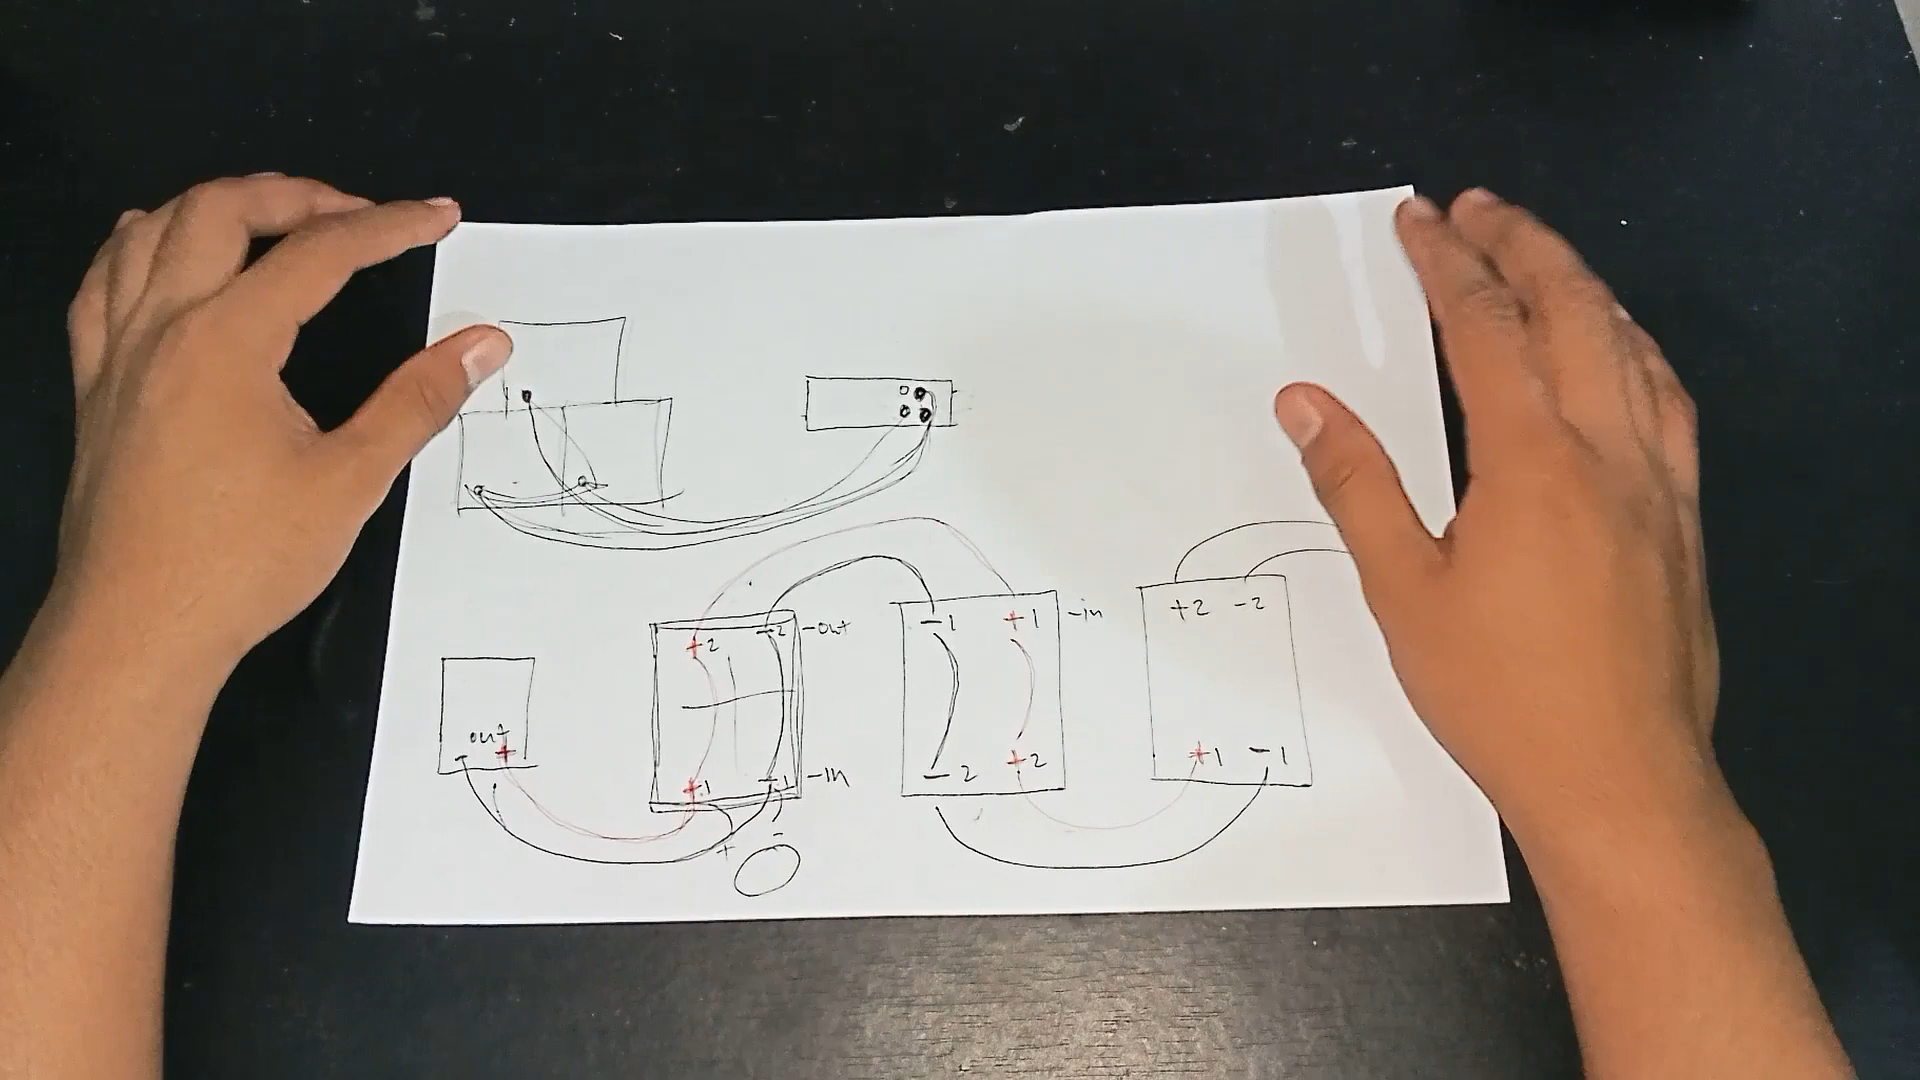 out
- +
+2 -2 -out
+1 -1 -in
+ -
-1 +1 -in
-2 +2
+2 -2
+1 -1